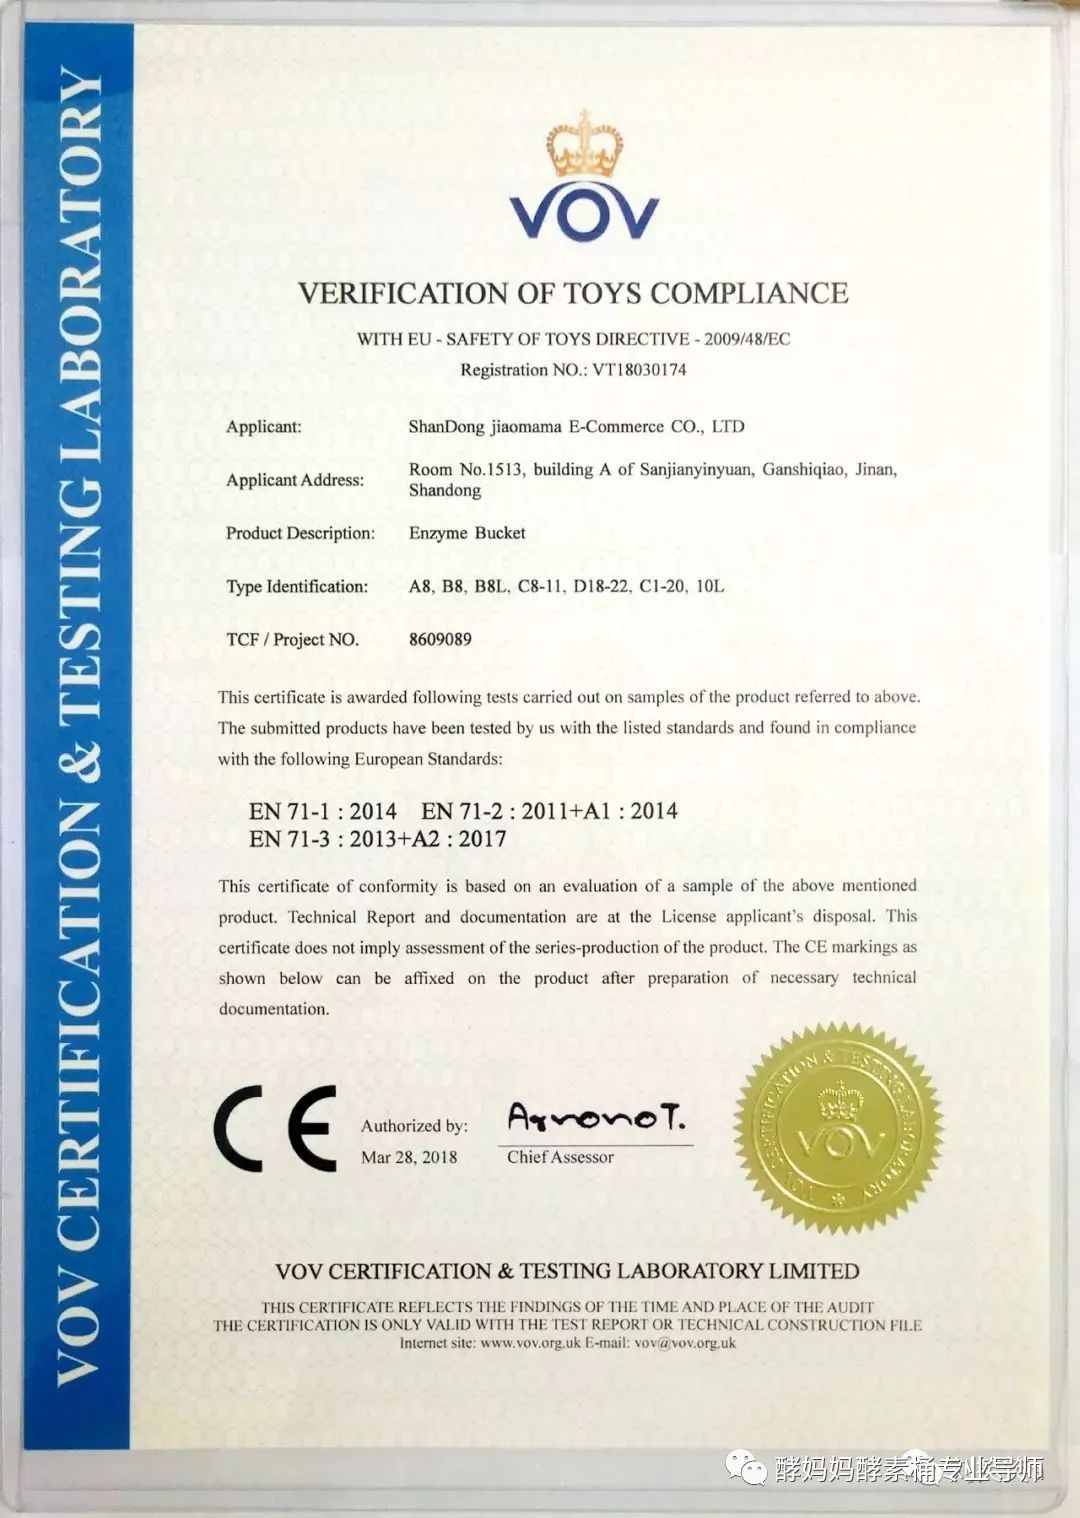 VOV CERTIFICATION & TESTING LABORATORY
VOV
VERIFICATION OF TOYS COMPLIANCE
WITH EU - SAFETY OF TOYS DIRECTIVE - 2009/48/EC
Registration NO.: VT18030174
Applicant: ShanDong jiaomama E-Commerce CO., LTD
Applicant Address: Room No.1513, building A of Sanjianyinyuan, Ganshiqiao, Jinan,
Shandong
Product Description: Enzyme Bucket
Type Identification: A8, B8, B8L, C8-11, D18-22, C1-20, 10L
TCF / Project NO. 8609089
This certificate is awarded following tests carried out on samples of the product referred to above.
The submitted products have been tested by us with the listed standards and found in compliance
with the following European Standards:
EN 71-1 : 2014 EN 71-2 : 2011+A1 : 2014
EN 71-3 : 2013+A2 : 2017
This certificate of conformity is based on an evaluation of a sample of the above mentioned
product. Technical Report and documentation are at the License applicant's disposal. This
certificate does not imply assessment of the series-production of the product. The CE markings as
shown below can be affixed on the product after preparation of necessary technical
documentation.
CE
Authorized by:
Mar 28, 2018
Chief Assessor
VOV CERTIFICATION & TESTING LABORATORY
VOV
VOV CERTIFICATION & TESTING LABORATORY LIMITED
THIS CERTIFICATE REFLECTS THE FINDINGS OF THE TIME AND PLACE OF THE AUDIT
THE CERTIFICATION IS ONLY VALID WITH THE TEST REPORT OR TECHNICAL CONSTRUCTION FILE
Internet site: www.vov.org.uk E-mail: vov@vov.org.uk
酵妈妈酵素桶专业导师